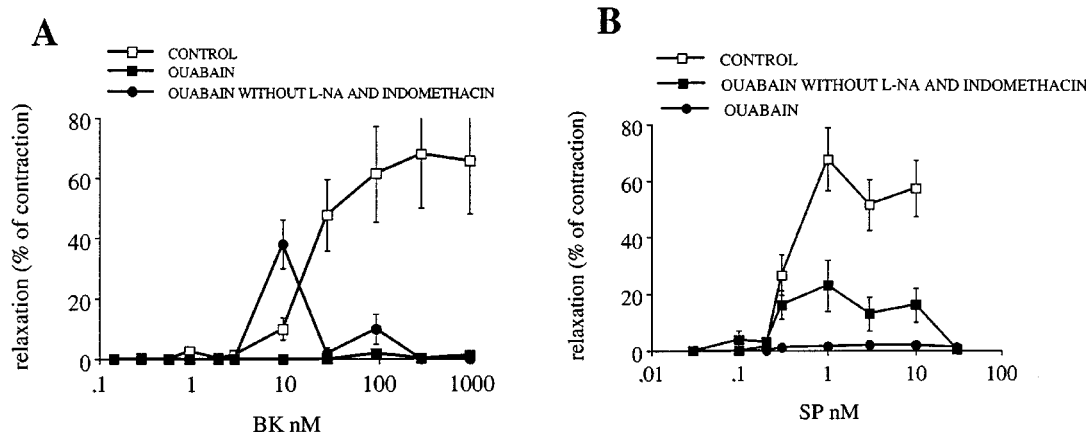 A
CONTROL
OUABAIN
OUABAIN WITHOUT L-NA AND INDOMETHACIN
relaxation (% of contraction)
80
60
40
20
0
.1
1
10
100
1000
BK nM
B
CONTROL
OUABAIN WITHOUT L-NA AND INDOMETHACIN
OUABAIN
relaxation (% of contraction)
80
60
40
20
0
.01
0.1
1
10
100
SP nM